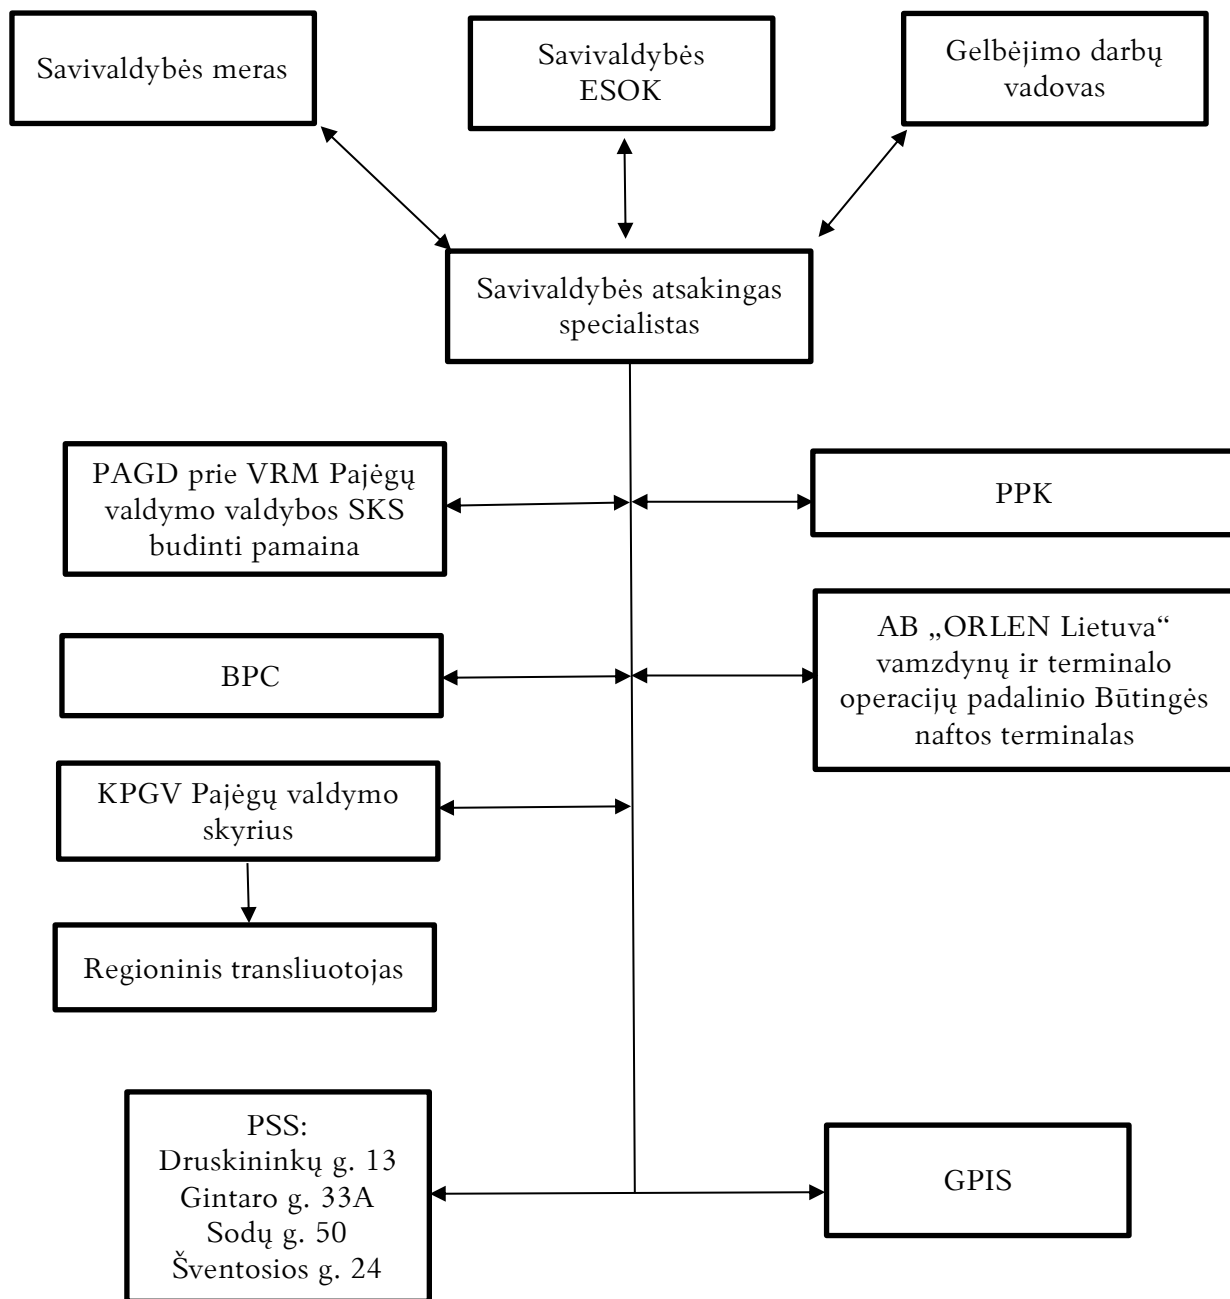 Savivaldybės meras
Savivaldybės
ESOK
Gelbėjimo darbų
vadovas
Savivaldybės atsakingas
specialistas
PAGD prie VRM Pajėgų
valdymo valdybos SKS
budinti pamaina
PPK
BPC
AB „ORLEN Lietuva“
vamzdynų ir terminalo
operacijų padalinio Būtingės
naftos terminalas
KPGV Pajėgų valdymo
skyrius
Regioninis transliuotojas
PSS:
Druskininkų g. 13
Gintaro g. 33A
Sodų g. 50
Šventosios g. 24
GPIS